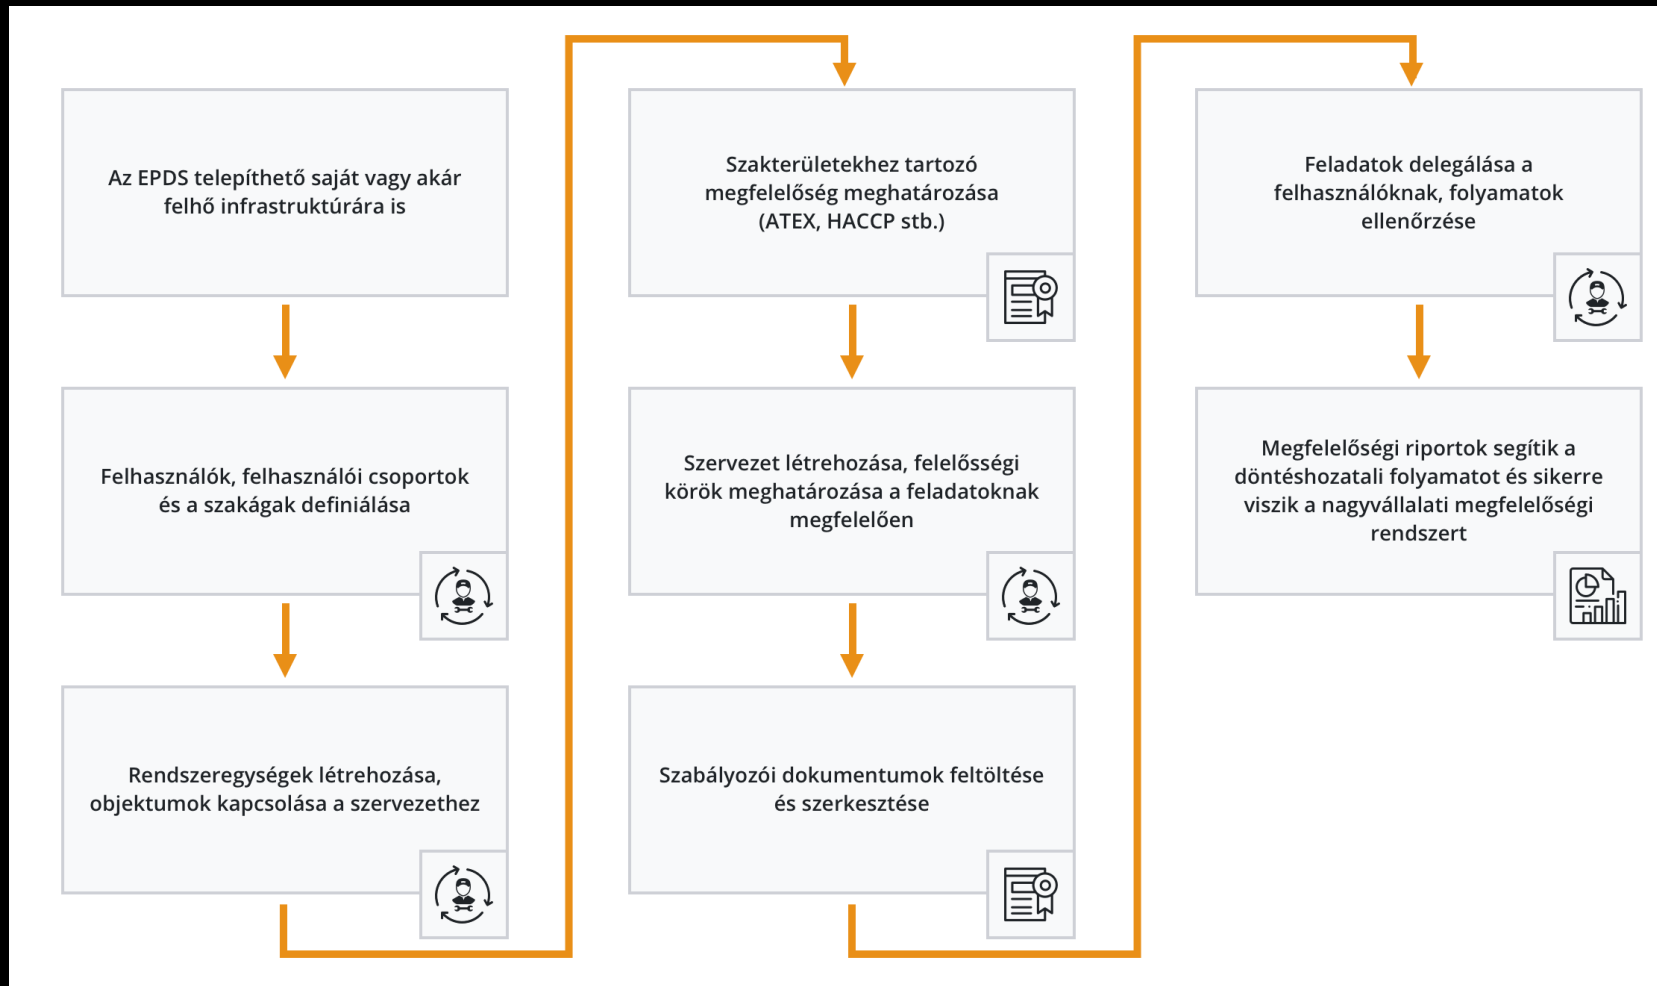 Az EPDS telepíthető saját vagy akár
felhő infrastruktúrára is
Felhasználók, felhasználói csoportok
és a szakágak definiálása
Rendszeregységek létrehozása,
objektumok kapcsolása a szervezethez
Szakterületekhez tartozó
megfelelőség meghatározása
(ATEX, HACCP stb.)
Szervezet létrehozása, felelősségi
körök meghatározása a feladatoknak
megfelelően
Szabályozói dokumentumok feltöltése
és szerkesztése
Feladatok delegálása a
felhasználóknak, folyamatok
ellenőrzése
Megfelelőségi riportok segítik a
döntéshozatali folyamatot és sikerre
viszik a nagyvállalati megfelelőségi
rendszert